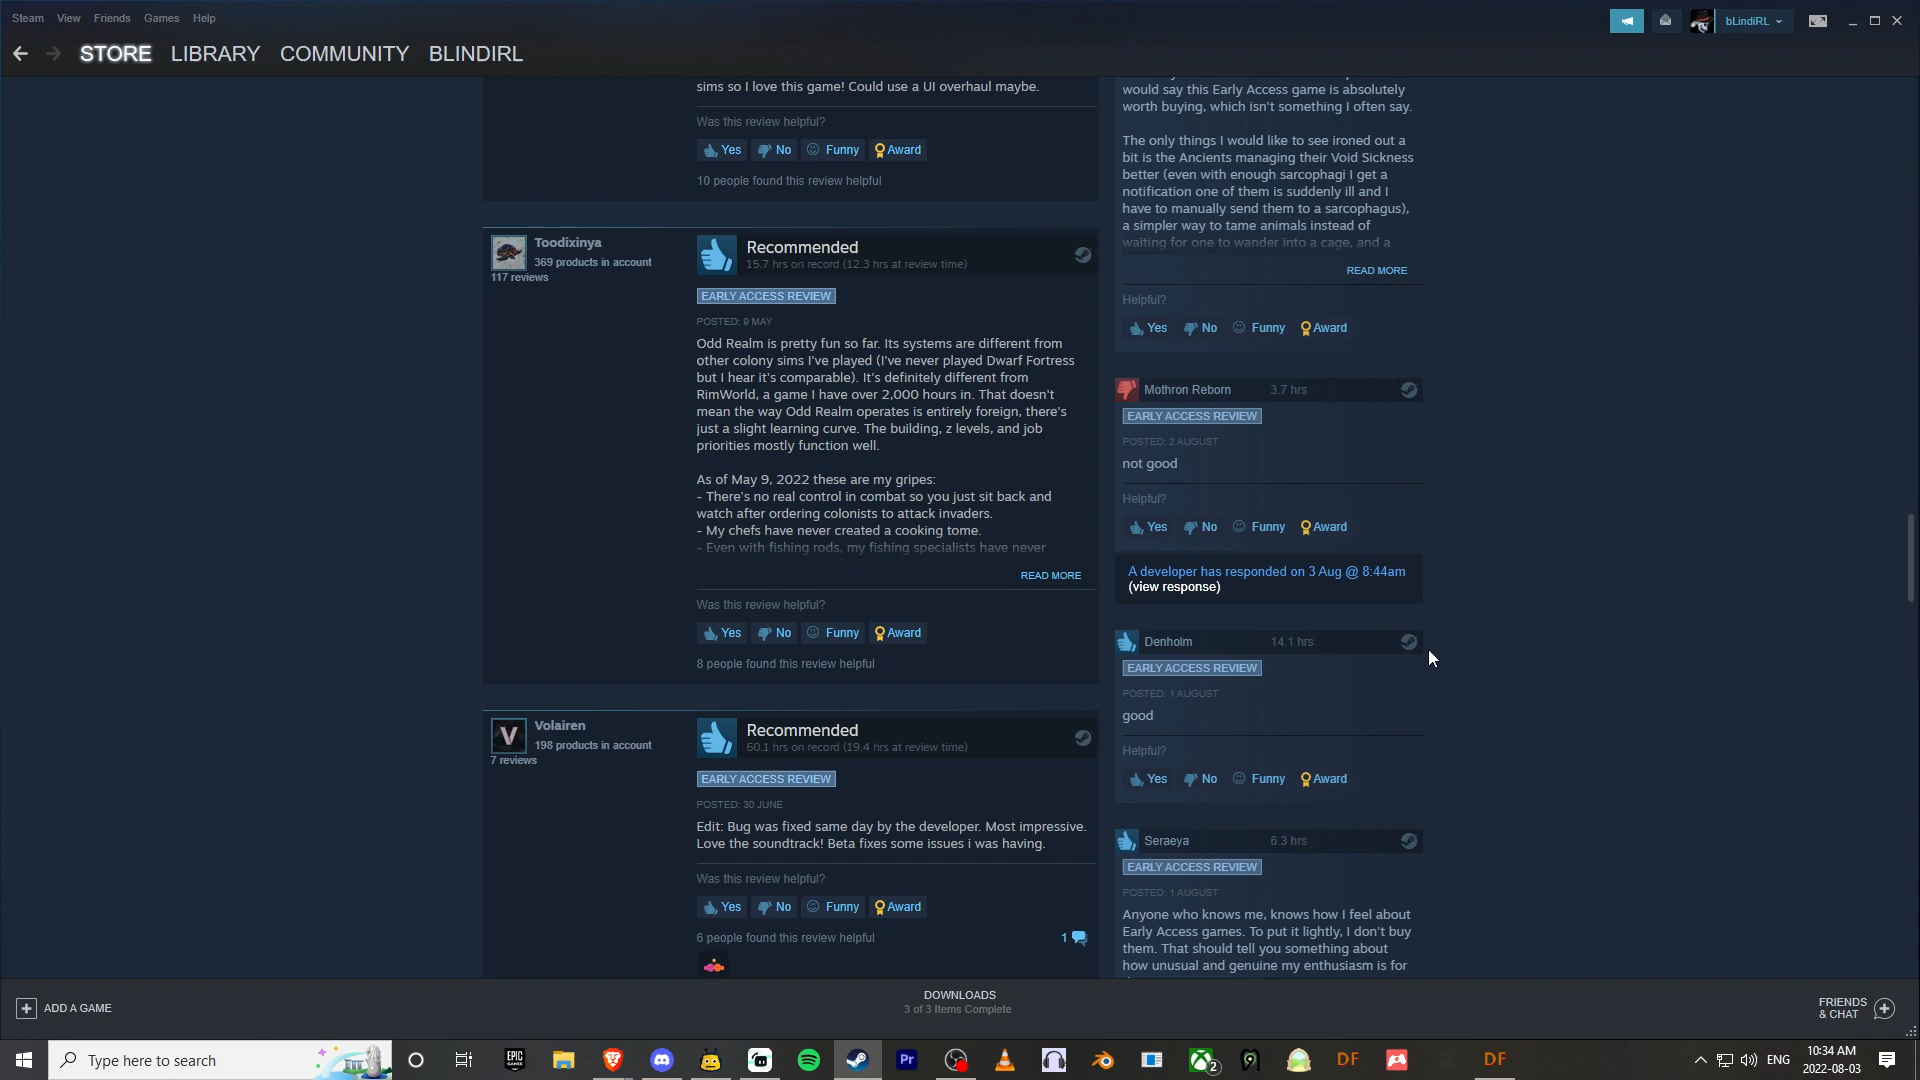 Steam View Friends Games Help
bLindiRL
STORE LIBRARY COMMUNITY BLINDIRL
sims so I love this game! Could use a UI overhaul maybe.
Was this review helpful?
Yes No Funny Award
10 people found this review helpful
Toodixinya
369 products in account
117 reviews
Recommended
15.7 hrs on record (12.3 hrs at review time)
EARLY ACCESS REVIEW
POSTED: 9 MAY
Odd Realm is pretty fun so far. Its systems are different from
other colony sims I've played (I've never played Dwarf Fortress
but I hear it's comparable). It's definitely different from
RimWorld, a game I have over 2,000 hours in. That doesn't
mean the way Odd Realm operates is entirely foreign, there's
just a slight learning curve. The building, z levels, and job
priorities mostly function well.
As of May 9, 2022 these are my gripes:
- There's no real control in combat so you just sit back and
watch after ordering colonists to attack invaders.
- My chefs have never created a cooking tome.
- Even with fishing rods, my fishing specialists have never
READ MORE
Was this review helpful?
Yes No Funny Award
8 people found this review helpful
V
Volairen
198 products in account
7 reviews
Recommended
60.1 hrs on record (19.4 hrs at review time)
EARLY ACCESS REVIEW
POSTED: 30 JUNE
Edit: Bug was fixed same day by the developer. Most impressive.
Love the soundtrack! Beta fixes some issues i was having.
Was this review helpful?
Yes No Funny Award
6 people found this review helpful
1
would say this Early Access game is absolutely
worth buying, which isn't something I often say.
The only things I would like to see ironed out a
bit is the Ancients managing their Void Sickness
better (even with enough sarcophagi I get a
notification one of them is suddenly ill and I
have to manually send them to a sarcophagus),
a simpler way to tame animals instead of
waiting for one to wander into a cage, and a
READ MORE
Helpful?
Yes No Funny Award
Mothron Reborn 3.7 hrs
EARLY ACCESS REVIEW
POSTED: 2 AUGUST
not good
Helpful?
Yes No Funny Award
A developer has responded on 3 Aug @ 8:44am
(view response)
Denholm 14.1 hrs
EARLY ACCESS REVIEW
POSTED: 1 AUGUST
good
Helpful?
Yes No Funny Award
Seraeya 6.3 hrs
EARLY ACCESS REVIEW
POSTED: 1 AUGUST
Anyone who knows me, knows how I feel about
Early Access games. To put it lightly, I don't buy
them. That should tell you something about
how unusual and genuine my enthusiasm is for
ADD A GAME
DOWNLOADS
3 of 3 Items Complete
FRIENDS
& CHAT
Type here to search
EPIC
GAMES
Pr
2
DF
DF
ENG
10:34 AM
2022-08-03